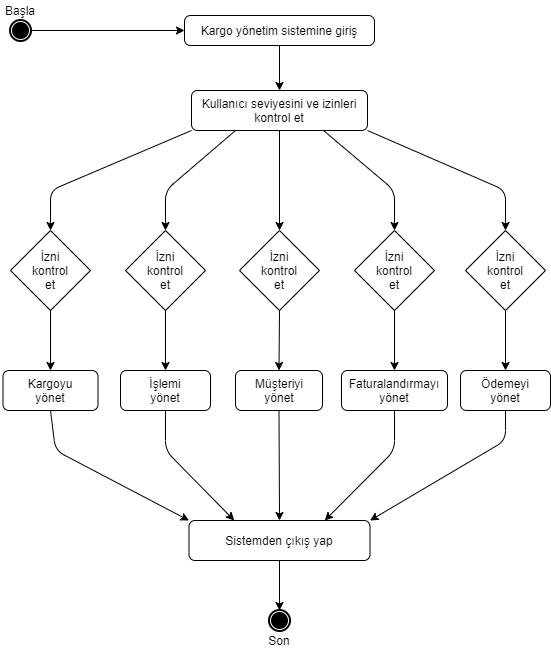 Başla
Kargo yönetim sistemine giriş
Kullanıcı seviyesini ve izinleri
kontrol et
İzni
kontrol
et
İzni
kontrol
et
İzni
kontrol
et
İzni
kontrol
et
İzni
kontrol
et
Kargoyu
yönet
İşlemi
yönet
Müşteriyi
yönet
Faturalandırmayı
yönet
Ödemeyi
yönet
Sistemden çıkış yap
Son